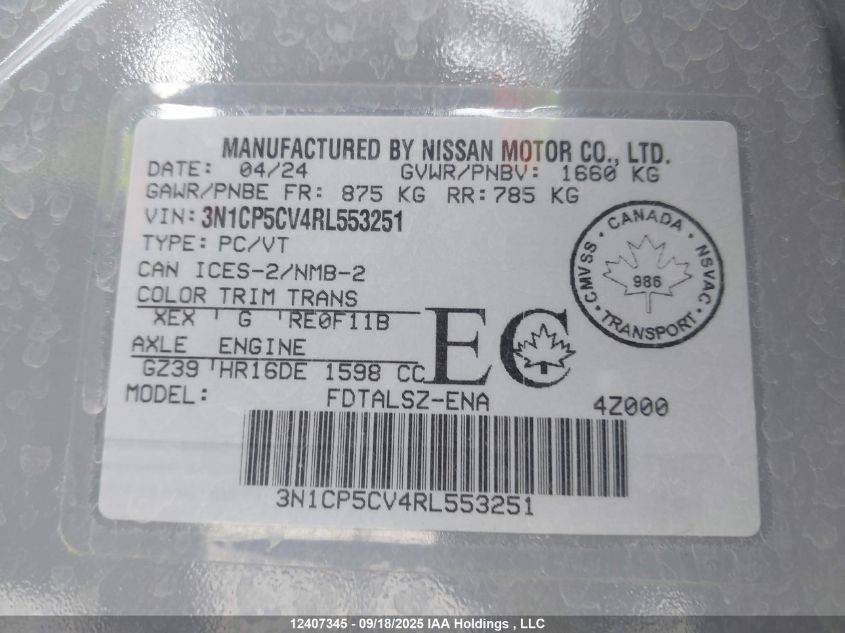 MANUFACTURED BY NISSAN MOTOR CO., LTD.
DATE: 04/24 GVWR/PNBV: 1660 KG
GAWR/PNBE FR: 875 KG RR: 785 KG
VIN: 3N1CP5CV4RL553251
TYPE: PC/VT
CAN ICES-2/NMB-2
CANADA
CMVSS
NSVAC
986
TRANSPORT
COLOR TRIM TRANS
XEX G RE0F11B
AXLE ENGINE
GZ39 HR16DE 1598 CC
EC
MODEL: FDTALSZ-ENA 4Z000
3N1CP5CV4RL553251
12407345 - 09/18/2025 IAA Holdings , LLC